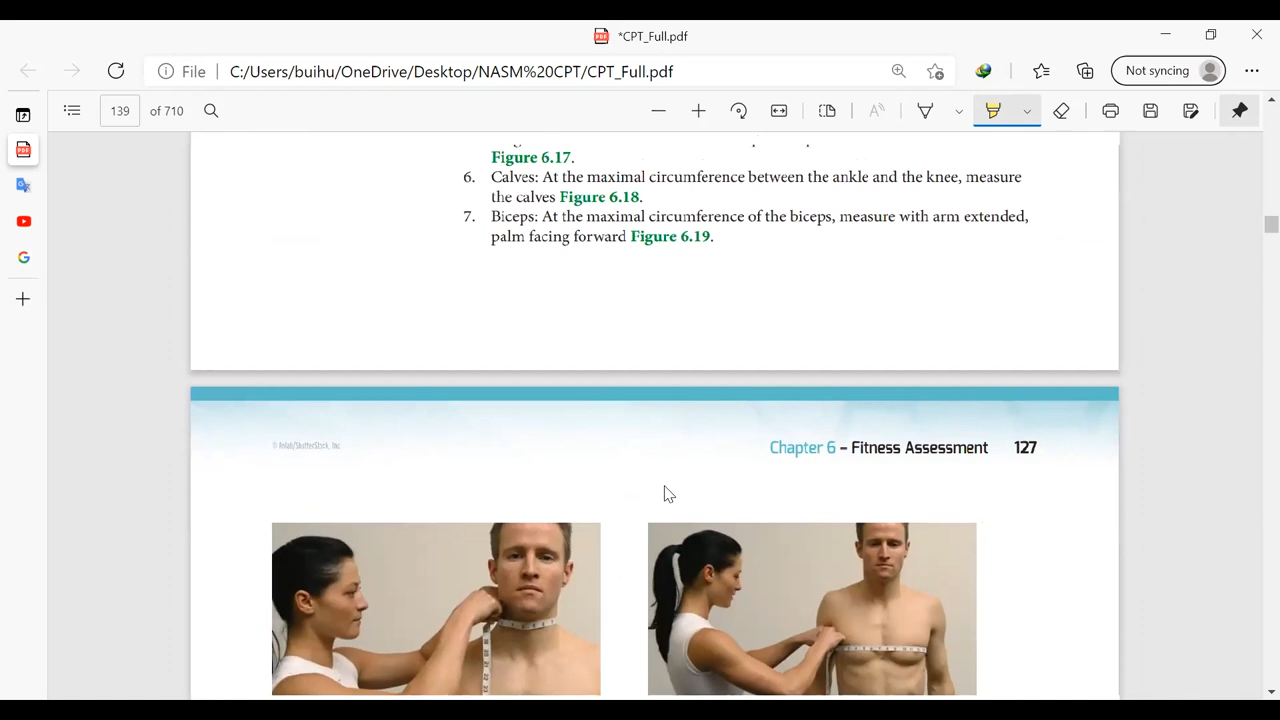 *CPT_Full.pdf
File C:/Users/buihu/OneDrive/Desktop/NASM%20CPT/CPT_Full.pdf Not syncing
139 of 710
Figure 6.17.
6. Calves: At the maximal circumference between the ankle and the knee, measure
the calves Figure 6.18.
7. Biceps: At the maximal circumference of the biceps, measure with arm extended,
palm facing forward Figure 6.19.
Chapter 6 – Fitness Assessment 127